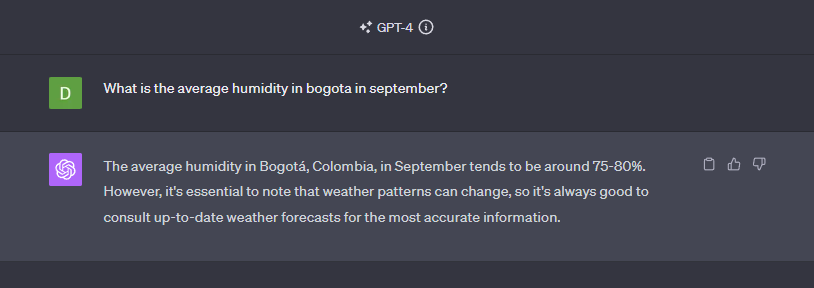 GPT-4
D
What is the average humidity in bogota in september?
The average humidity in Bogotá, Colombia, in September tends to be around 75-80%.
However, it's essential to note that weather patterns can change, so it's always good to
consult up-to-date weather forecasts for the most accurate information.